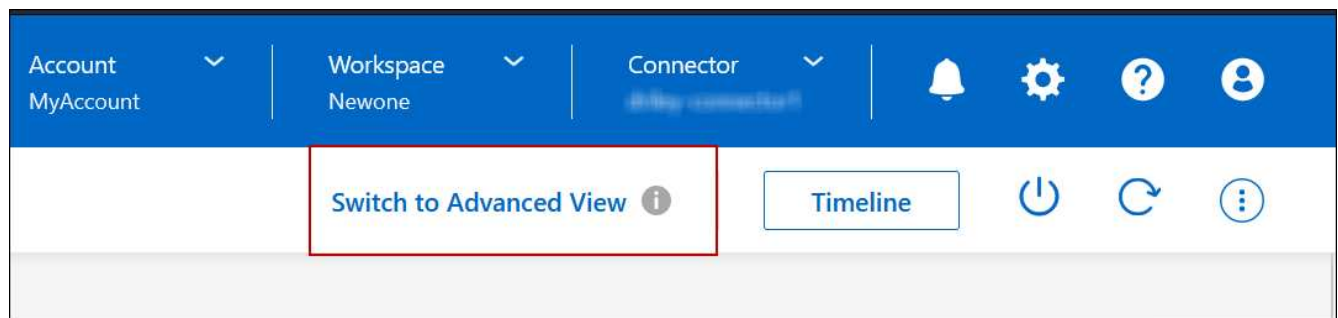 Account
MyAccount
Workspace
Newone
Connector
Switch to Advanced View
Timeline